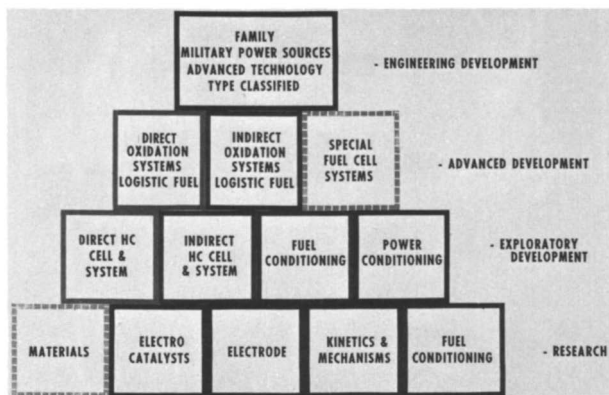 FAMILY
MILITARY POWER SOURCES
ADVANCED TECHNOLOGY
TYPE CLASSIFIED
- ENGINEERING DEVELOPMENT
DIRECT
OXIDATION
SYSTEMS
LOGISTIC FUEL
INDIRECT
OXIDATION
SYSTEMS
LOGISTIC FUEL
SPECIAL
FUEL CELL
SYSTEMS
- ADVANCED DEVELOPMENT
DIRECT HC
CELL &
SYSTEM
INDIRECT
HC CELL
& SYSTEM
FUEL
CONDITIONING
POWER
CONDITIONING
- EXPLORATORY
DEVELOPMENT
MATERIALS
ELECTRO
CATALYSTS
ELECTRODE
KINETICS &
MECHANISMS
FUEL
CONDITIONING
- RESEARCH